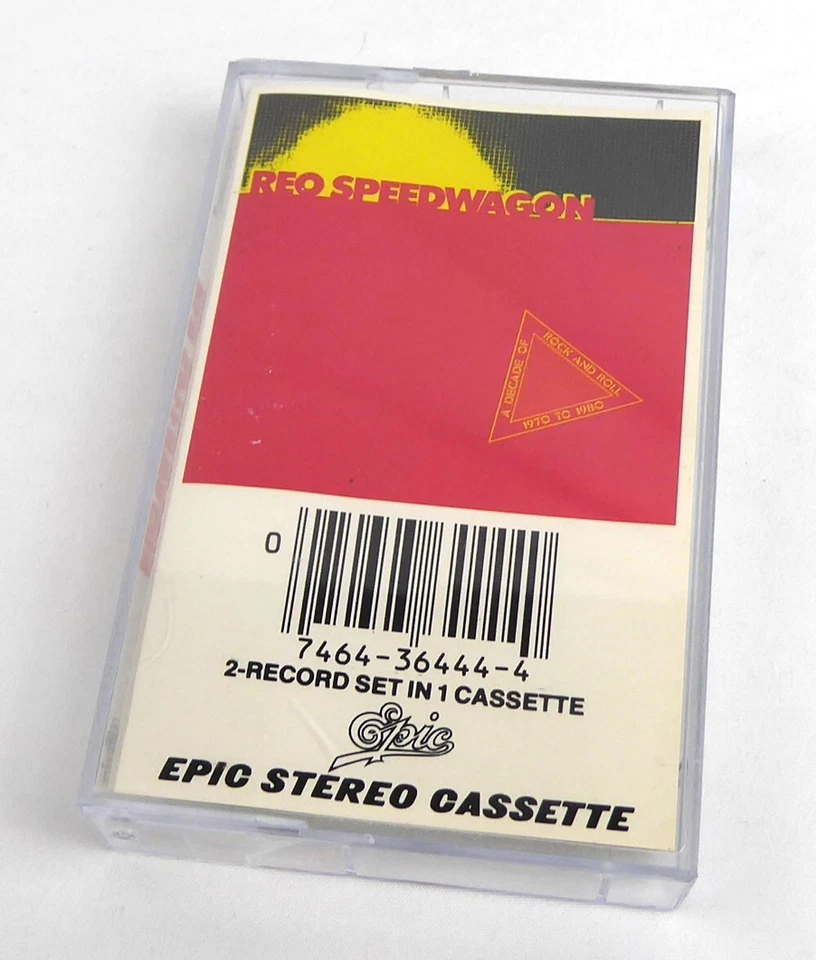 REO SPEEDWAGON
A DECADE OF
ROCK AND ROLL
1970 TO 1980
0
7464-36444-4
2-RECORD SET IN 1 CASSETTE
Epic
EPIC STEREO CASSETTE